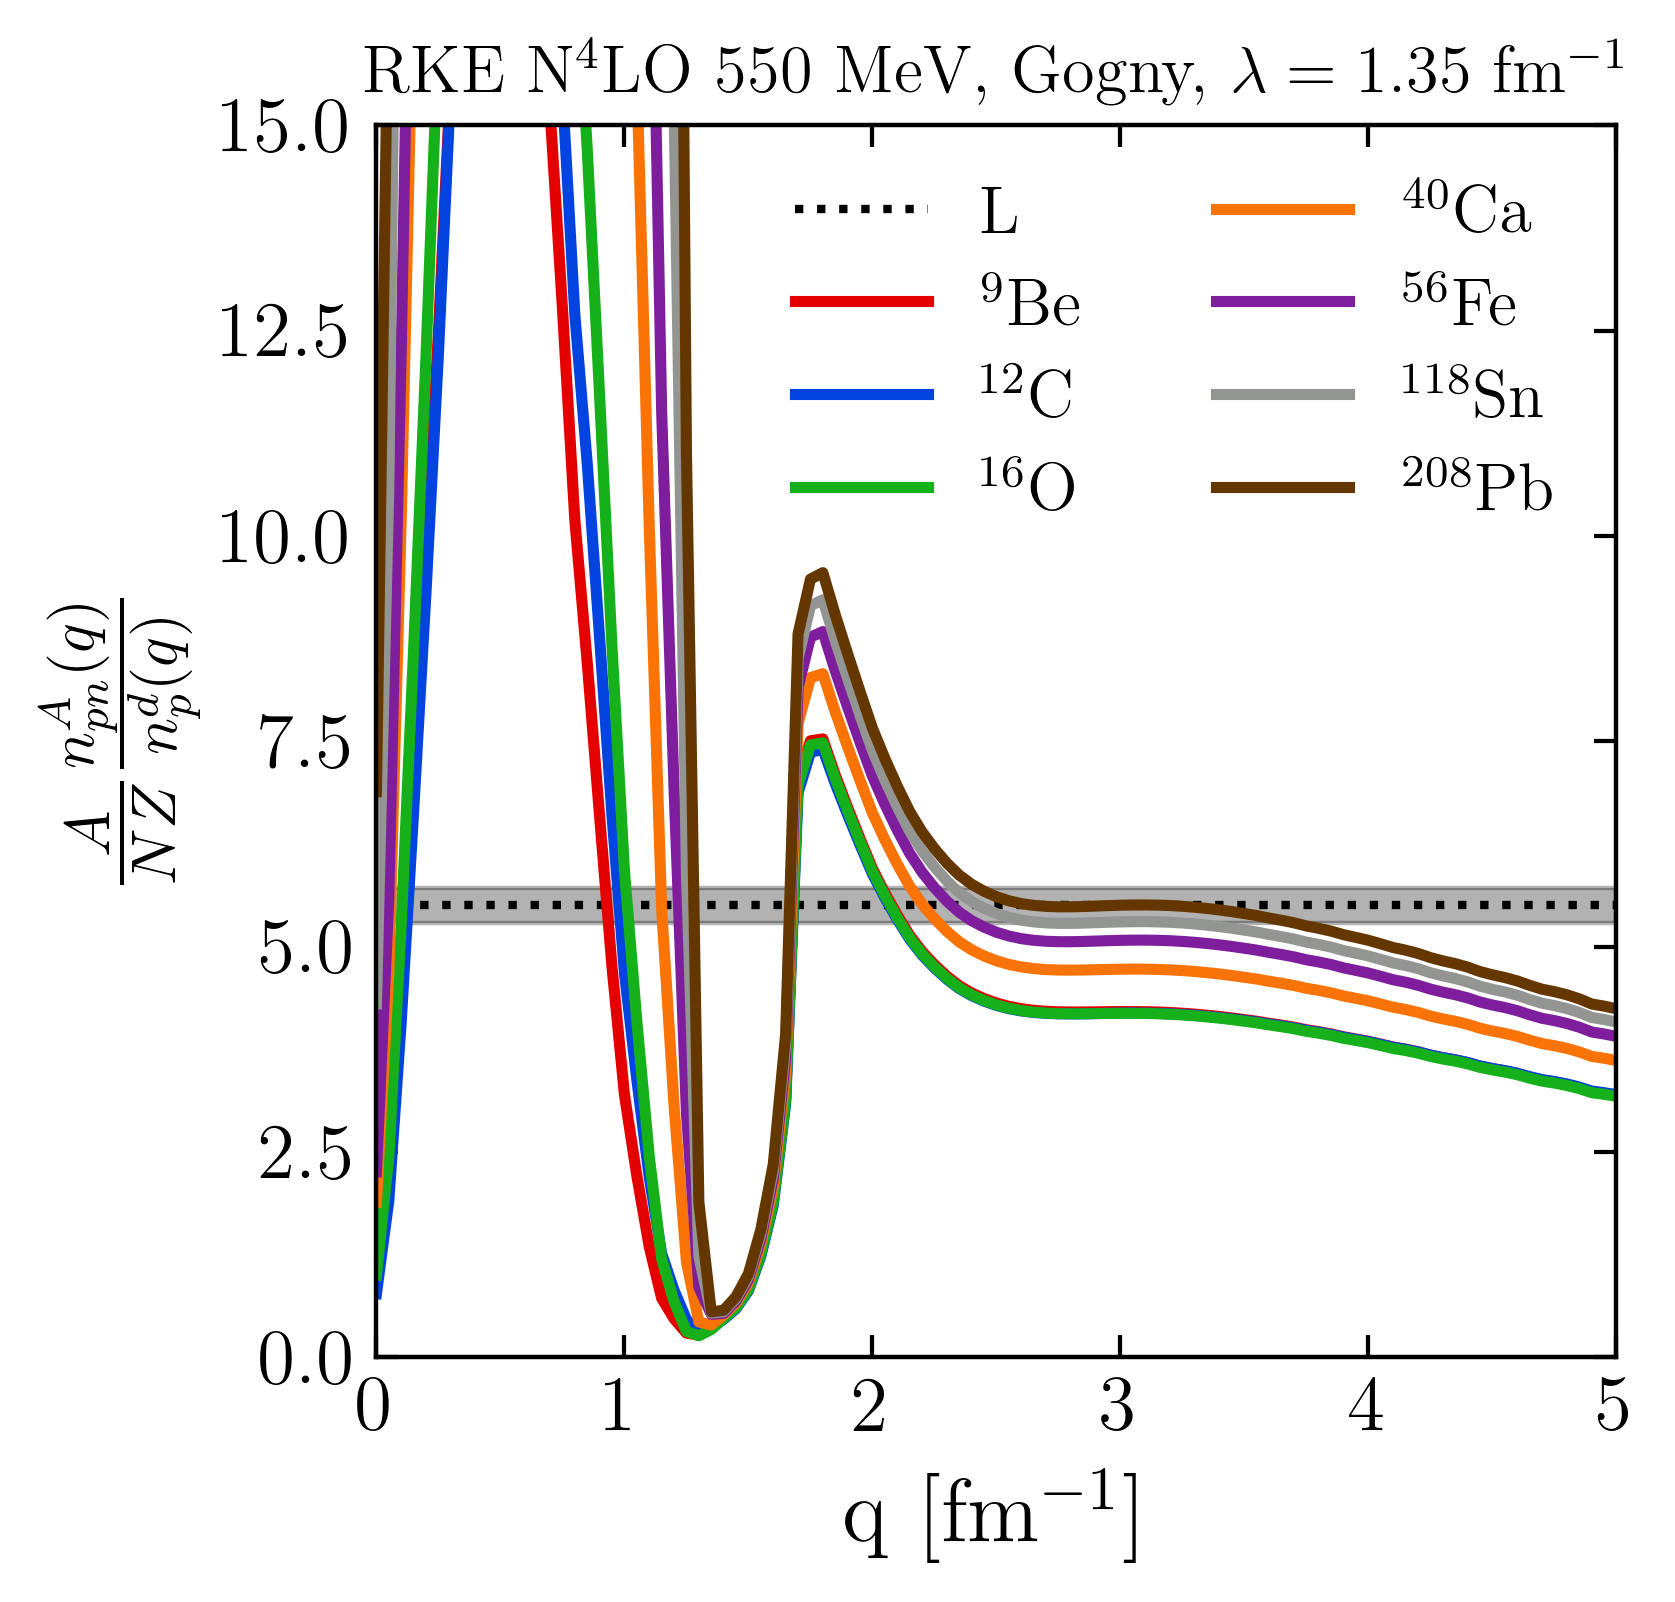 RKE N⁴LO 550 MeV, Gogny, λ = 1.35 fm⁻¹
15.0
12.5
10.0
7.5
5.0
2.5
0.0
A/NZ nᴬₚₙ(q)/nᵈₚ(q)
L
⁹Be
¹²C
¹⁶O
⁴⁰Ca
⁵⁶Fe
¹¹⁸Sn
²⁰⁸Pb
0 1 2 3 4 5
q [fm⁻¹]